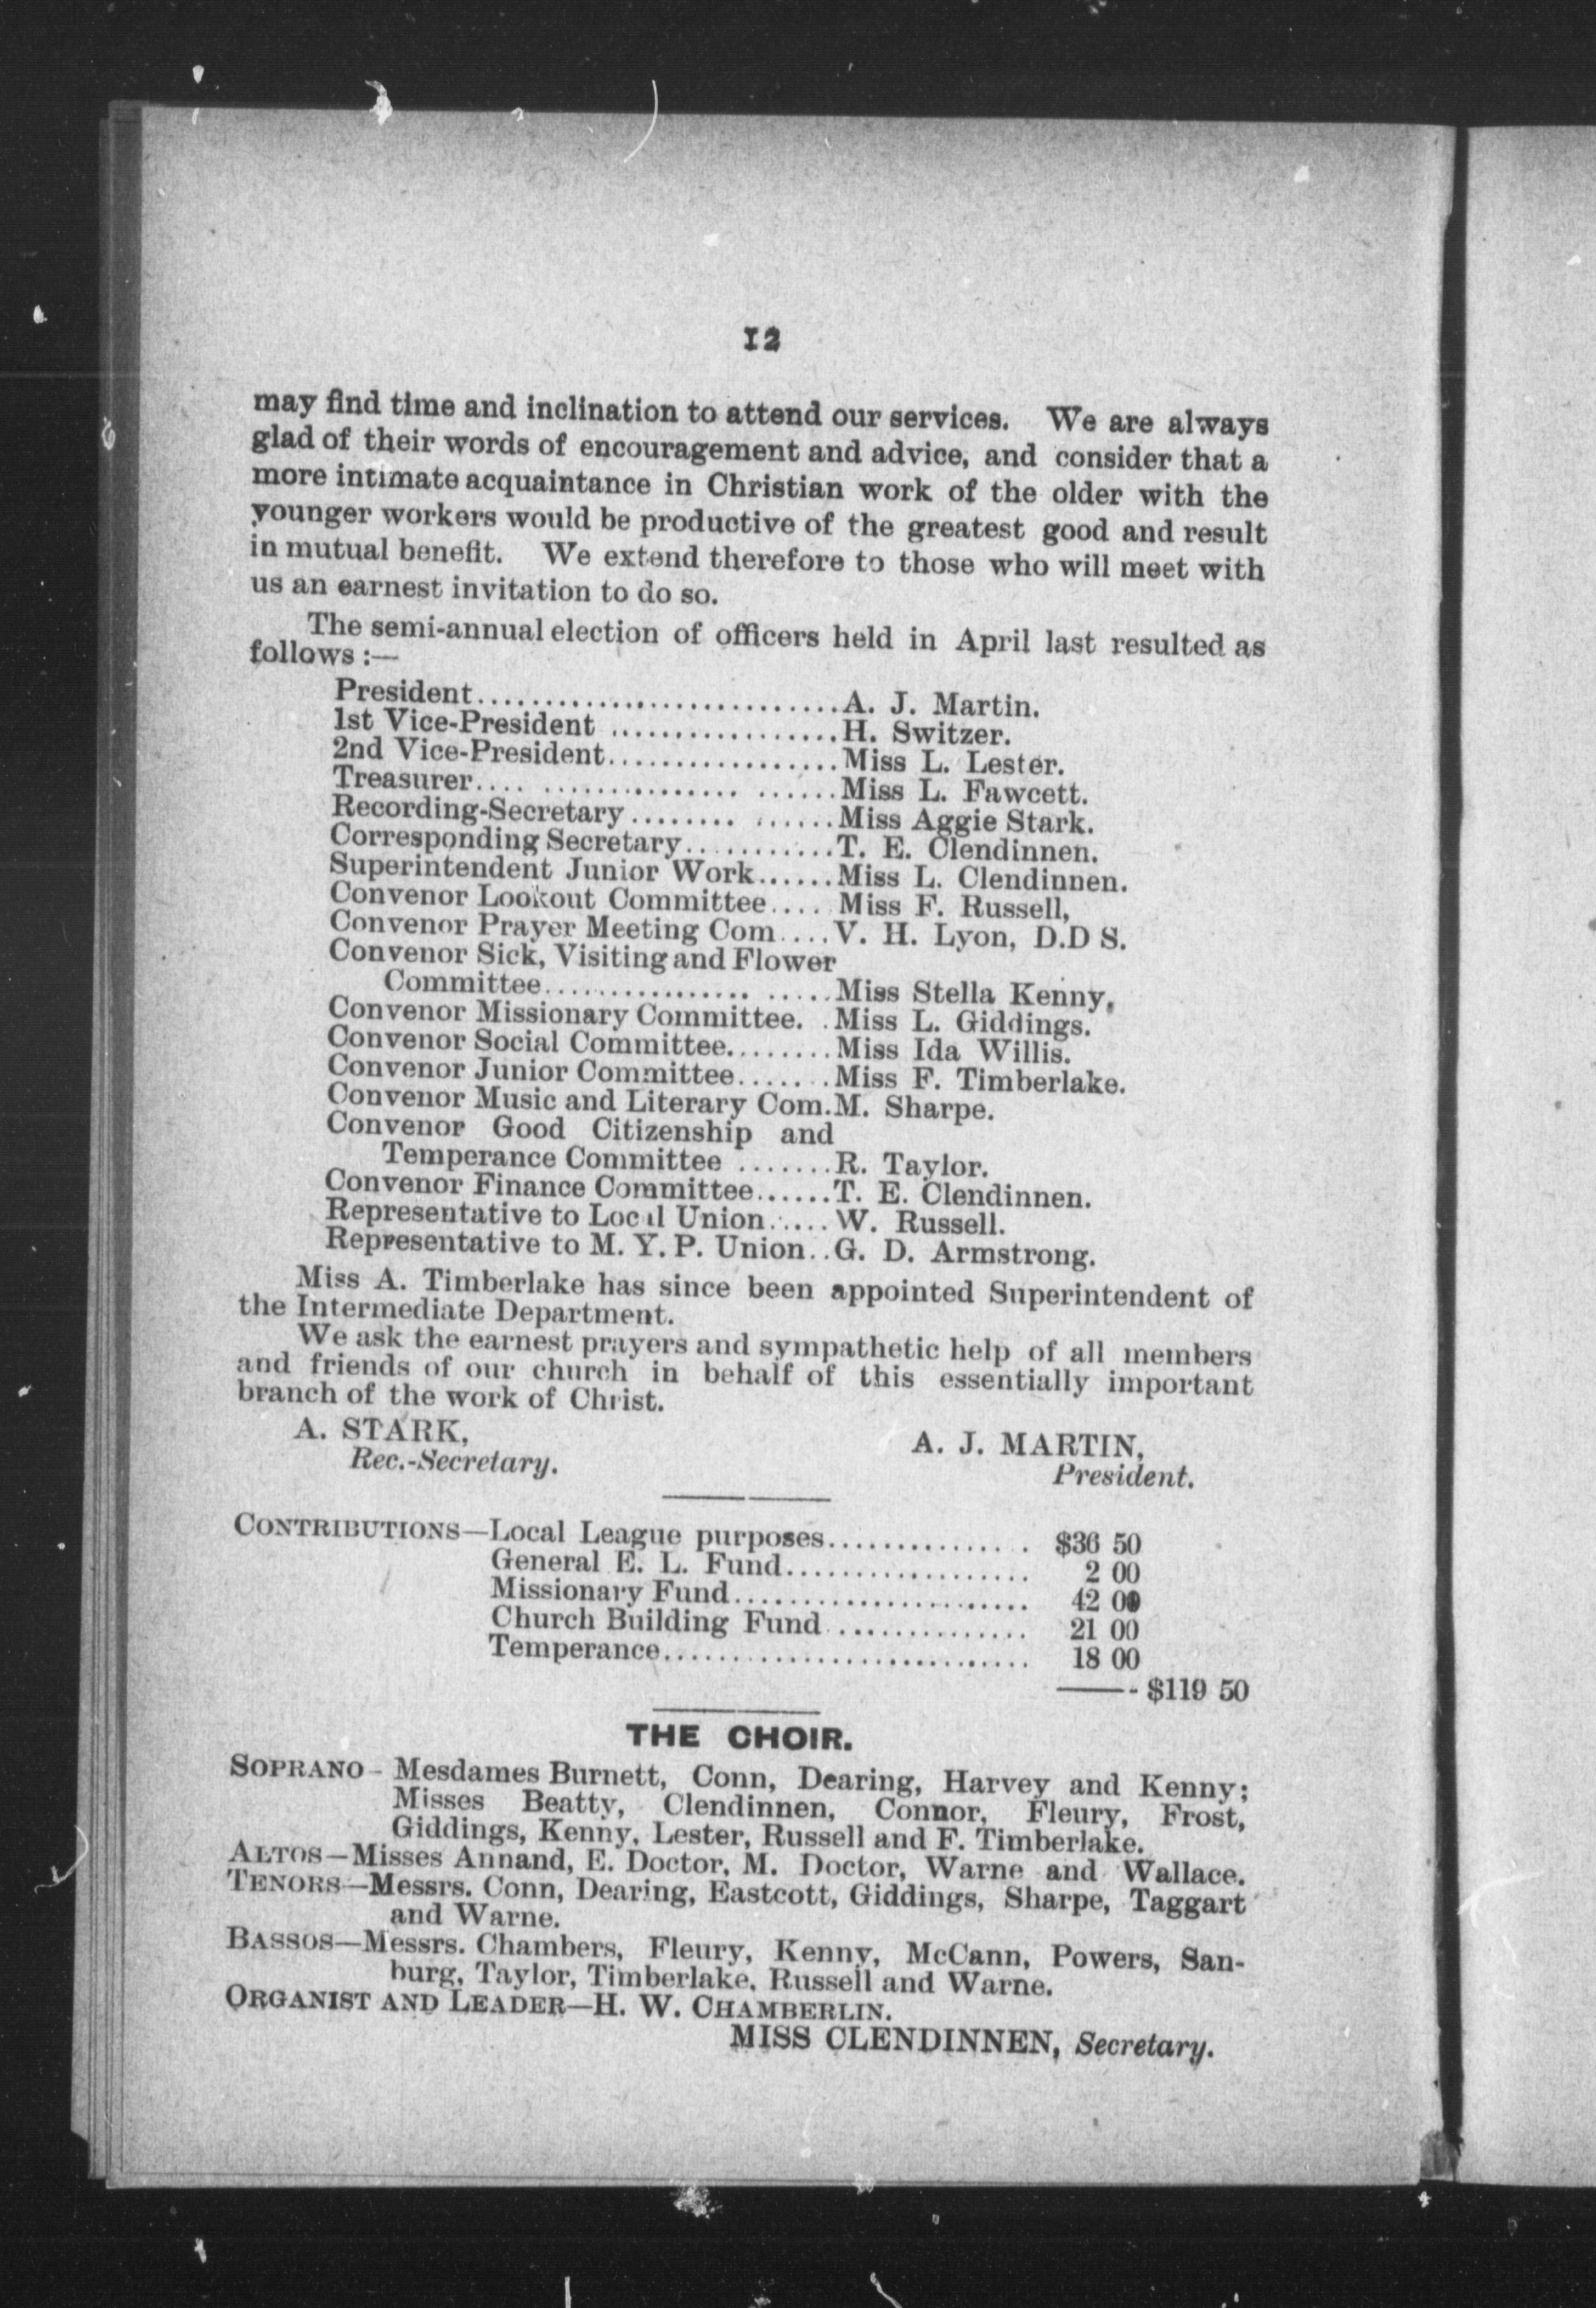 12
may find time and inclination to attend our services. We are always
glad of their words of encouragement and advice, and consider that a
more intimate acquaintance in Christian work of the older with the
younger workers would be productive of the greatest good and result
in mutual benefit. We extend therefore to those who will meet with
us an earnest invitation to do so.
The semi-annual election of officers held in April last resulted as
follows :—
President..............................A. J. Martin.
1st Vice-President ..................H. Switzer.
2nd Vice-President..................Miss L. Lester.
Treasurer.... ............... ......Miss L. Fawcett.
Recording-Secretary........ ......Miss Aggie Stark.
Corresponding Secretary............T. E. Clendinnen.
Superintendent Junior Work......Miss L. Clendinnen.
Convenor Lookout Committee.... Miss F. Russell,
Convenor Prayer Meeting Com....V. H. Lyon, D.D S.
Convenor Sick, Visiting and Flower
Committee................ .....Miss Stella Kenny,
Convenor Missionary Committee. .Miss L. Giddings.
Convenor Social Committee........Miss Ida Willis.
Convenor Junior Committee.......Miss F. Timberlake.
Convenor Music and Literary Com.M. Sharpe.
Convenor Good Citizenship and
Temperance Committee .......R. Taylor.
Convenor Finance Committee......T. E. Clendinnen.
Representative to Local Union.....W. Russell.
Representative to M. Y. P. Union..G. D. Armstrong.
Miss A. Timberlake has since been appointed Superintendent of
the Intermediate Department.
We ask the earnest prayers and sympathetic help of all members
and friends of our church in behalf of this essentially important
branch of the work of Christ.
A. STARK, A. J. MARTIN,
Rec.-Secretary. President.
CONTRIBUTIONS—Local League purposes............... $36 50
General E. L. Fund................... 2 00
Missionary Fund....................... 42 00
Church Building Fund............... 21 00
Temperance............................ 18 00
——- $119 50
THE CHOIR.
SOPRANO - Mesdames Burnett, Conn, Dearing, Harvey and Kenny;
Misses Beatty, Clendinnen, Connor, Fleury, Frost,
Giddings, Kenny, Lester, Russell and F. Timberlake.
ALTOS—Misses Annand, E. Doctor, M. Doctor, Warne and Wallace.
TENORS—Messrs. Conn, Dearing, Eastcott, Giddings, Sharpe, Taggart
and Warne.
BASSOS—Messrs. Chambers, Fleury, Kenny, McCann, Powers, San-
burg, Taylor, Timberlake, Russell and Warne.
ORGANIST AND LEADER—H. W. CHAMBERLIN.
MISS CLENDINNEN, Secretary.